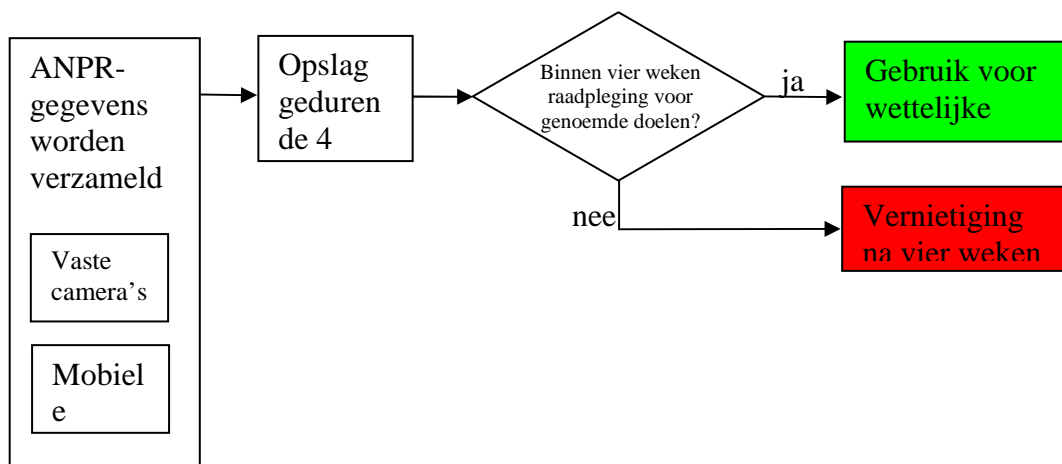 ANPR-
gegevens
worden
verzameld
Vaste
camera's
Mobiel
e
Opslag
geduren
de 4
Binnen vier weken
raadpleging voor
genoemde doelen?
ja
Gebruik voor
wettelijke
nee
Vernietiging
na vier weken